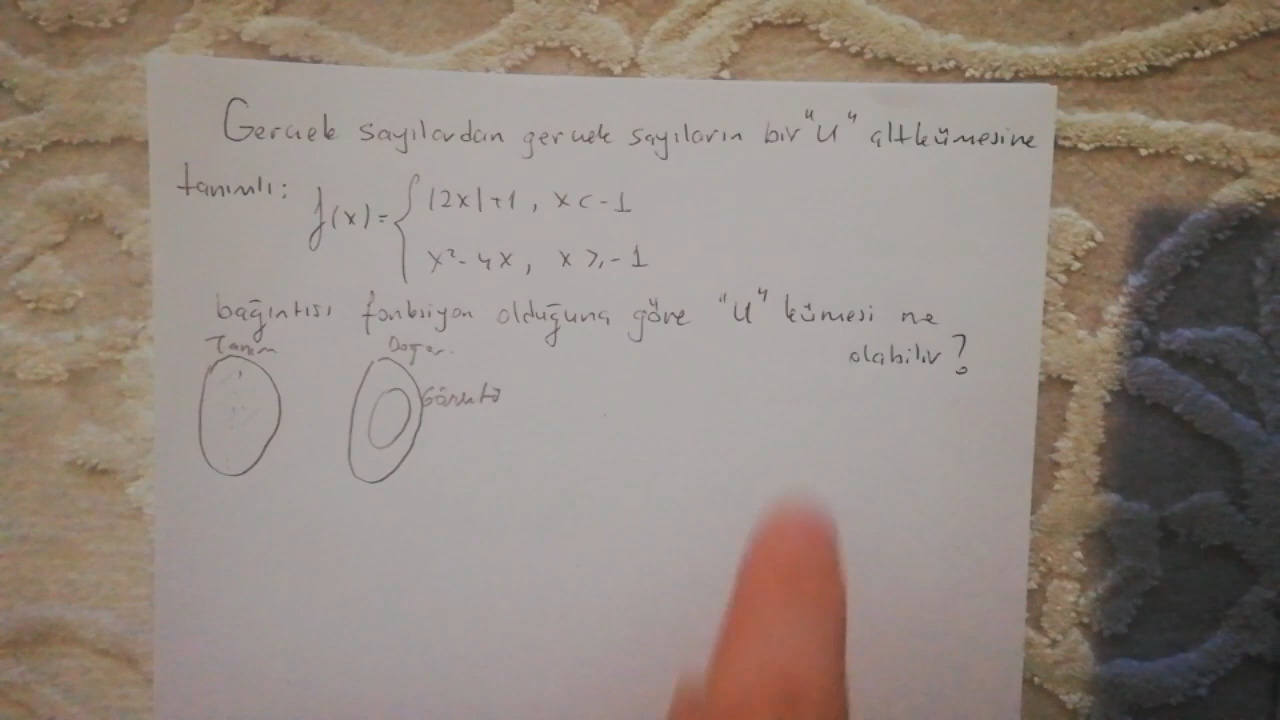 Gerçek sayılardan gerçek sayıların bir "U" altkümesine
tanımlı:
f(x)= { |2x|+1, x<-1
x²-4x, x≥-1
bağıntısı fonksiyon olduğuna göre "U" kümesi ne
olabilir?
Tanım Değer.
Görüntü